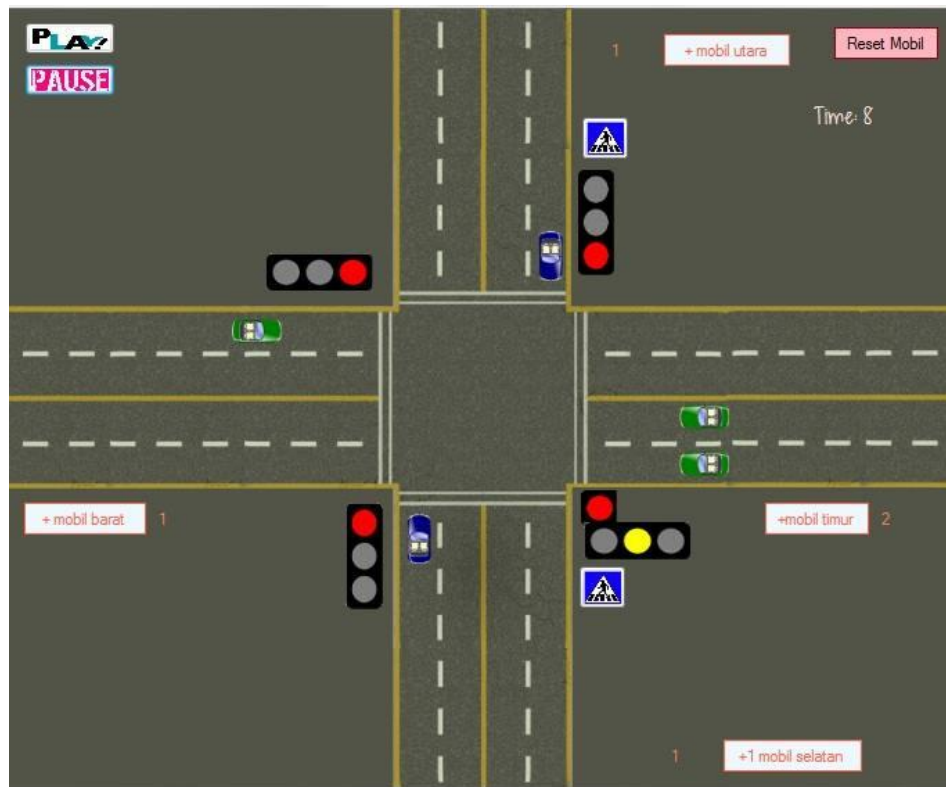 PLAY?
1
+ mobil utara
Reset Mobil
PAUSE
Time: 8
+ mobil barat
1
+mobil timur
2
1
+1 mobil selatan